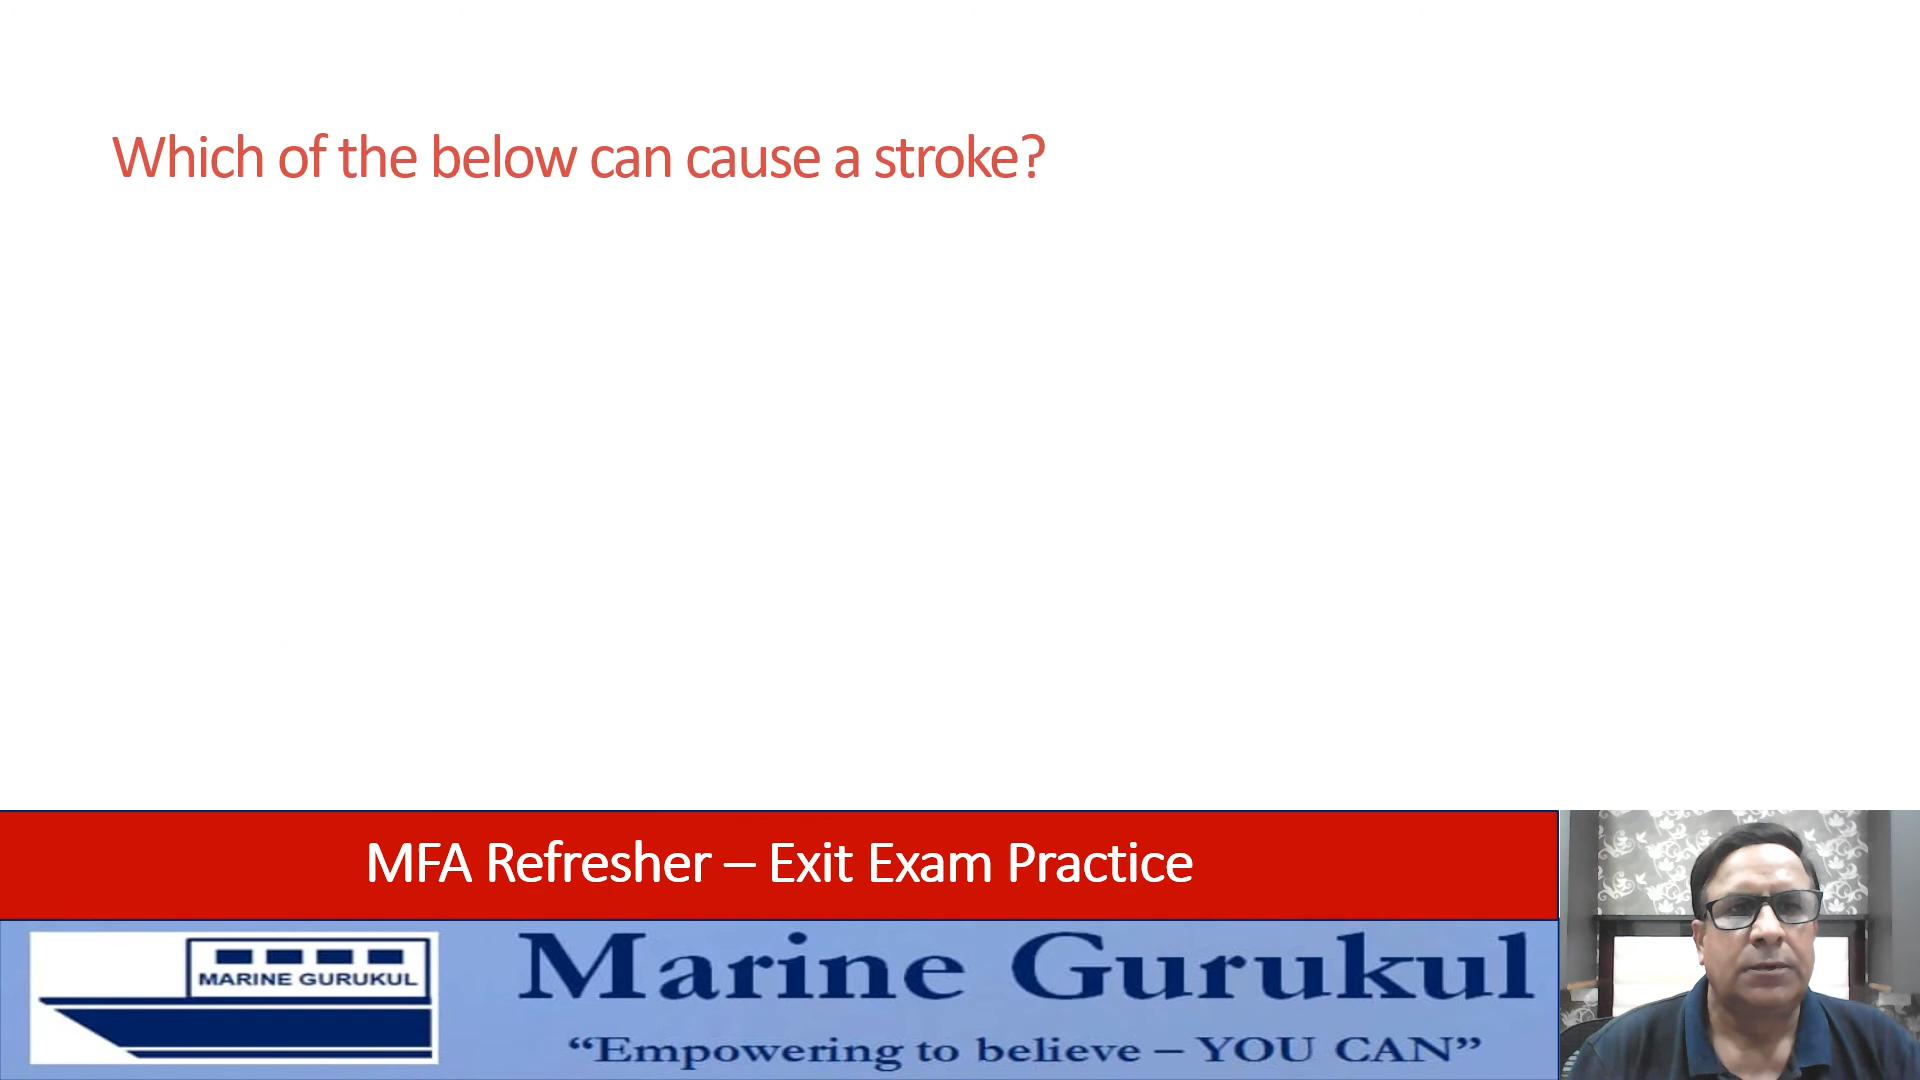 Which of the below can cause a stroke?
MFA Refresher – Exit Exam Practice
MARINE GURUKUL
Marine Gurukul
“Empowering to believe – YOU CAN”